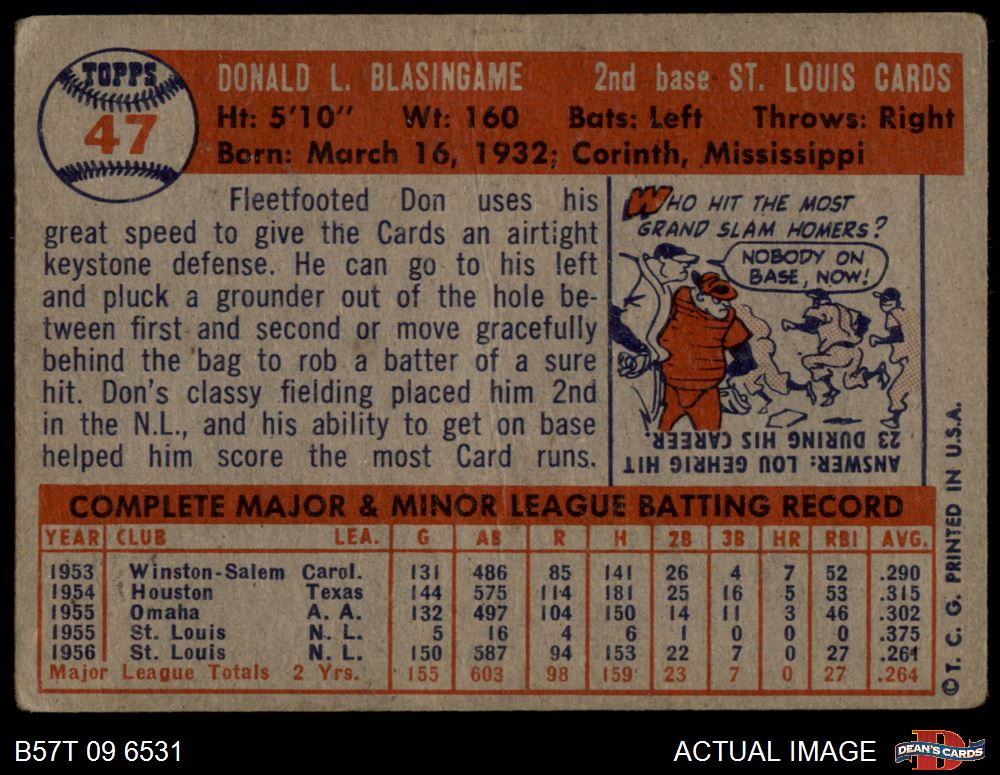 TOPPS
47
DONALD L. BLASINGAME 2nd base ST. LOUIS CARDS
Ht: 5'10" Wt: 160 Bats: Left Throws: Right
Born: March 16, 1932; Corinth, Mississippi
Fleetfooted Don uses his
great speed to give the Cards an airtight
keystone defense. He can go to his left
and pluck a grounder out of the hole be-
tween first and second or move gracefully
behind the bag to rob a batter of a sure
hit. Don's classy fielding placed him 2nd
in the N.L., and his ability to get on base
helped him score the most Card runs.
WHO HIT THE MOST
GRAND SLAM HOMERS?
NOBODY ON
BASE, NOW!
ANSWER: LOU GEHRIG HIT
23 DURING HIS CAREER.
COMPLETE MAJOR & MINOR LEAGUE BATTING RECORD
YEAR CLUB LEA. G AB R H 2B 3B HR RBI AVG.
1953 Winston-Salem Carol. 131 486 85 141 26 4 7 52 .290
1954 Houston Texas 144 575 114 181 25 16 5 53 .315
1955 Omaha A. A. 132 497 104 150 14 11 3 46 .302
1955 St. Louis N. L. 5 16 4 6 1 0 0 0 .375
1956 St. Louis N. L. 150 587 94 153 22 7 0 27 .261
Major League Totals 2 Yrs. 155 603 98 159 23 7 0 27 .264
© T. C. G. PRINTED IN U.S.A.
B57T 09 6531
ACTUAL IMAGE
D
DEAN'S CARDS